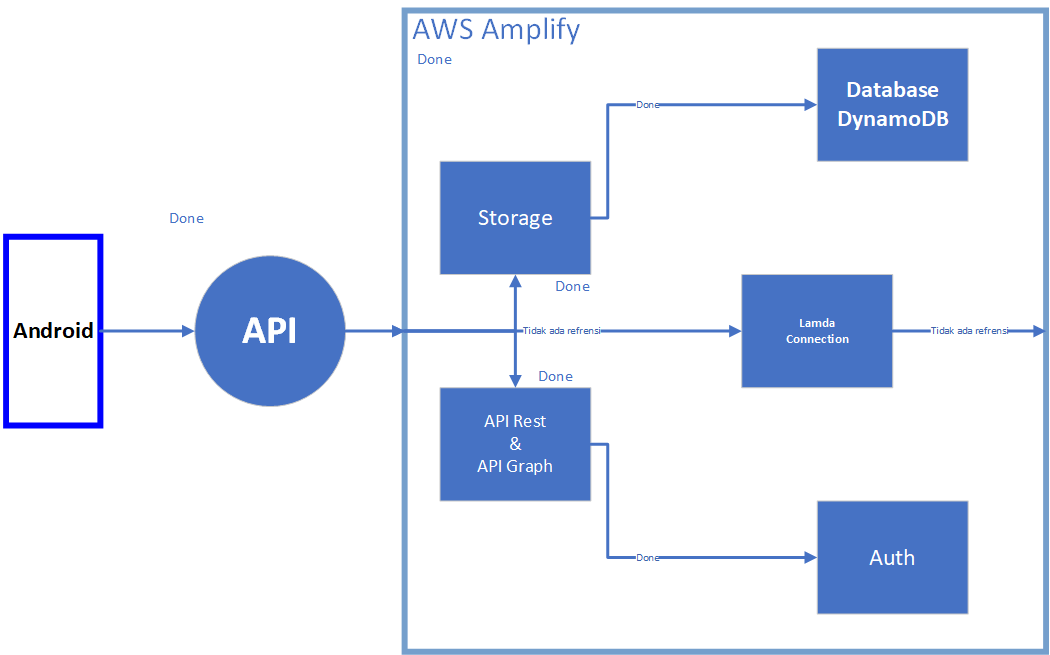 AWS Amplify
Done
Database
DynamoDB
Done
Storage
Done
Done
Android
API
Tidak ada refrensi
Lamda
Connection
Tidak ada refrensi
Done
API Rest
&
API Graph
Done
Auth